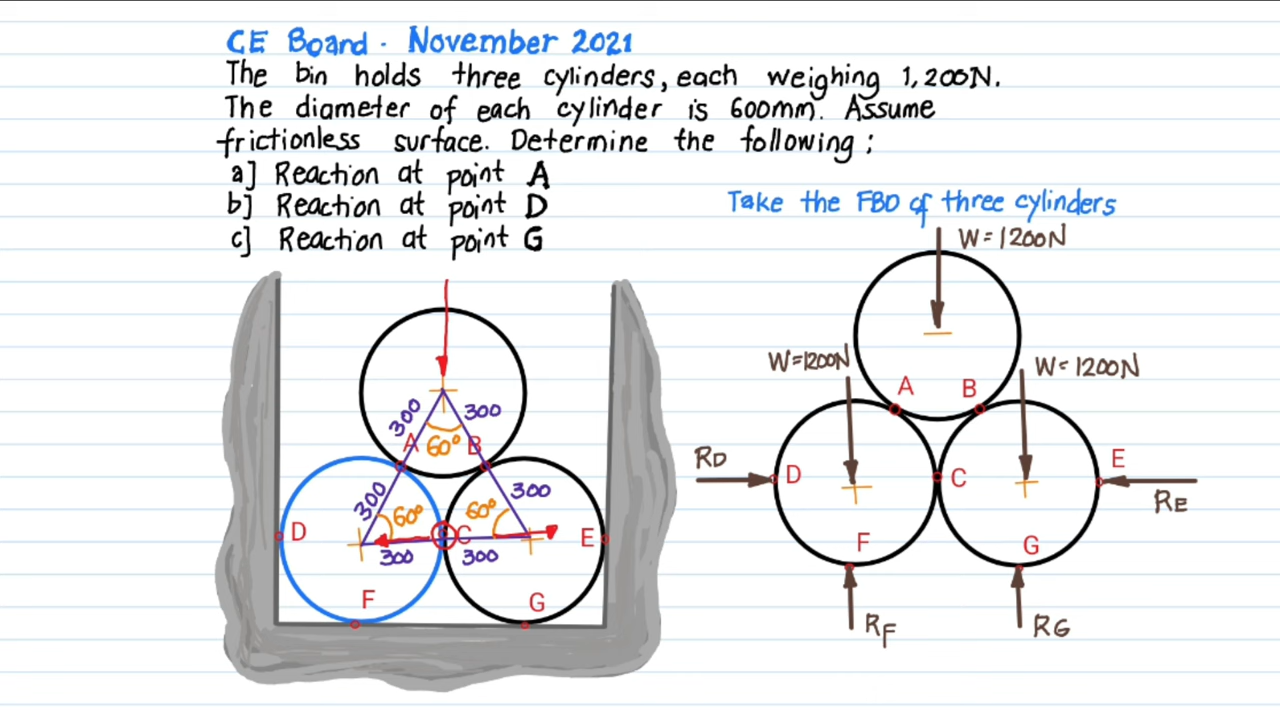 CE Board - November 2021
The bin holds three cylinders, each weighing 1,200N.
The diameter of each cylinder is 600mm. Assume
frictionless surface. Determine the following:
a] Reaction at point A
b] Reaction at point D
c] Reaction at point G
Take the FBD of three cylinders
W=1200N
W=1200N
W=1200N
300
300
A
60°
B
300
300
60°
60°
D
C
E
300
300
F
G
A
B
RD
D
C
E
RE
F
G
RF
RG